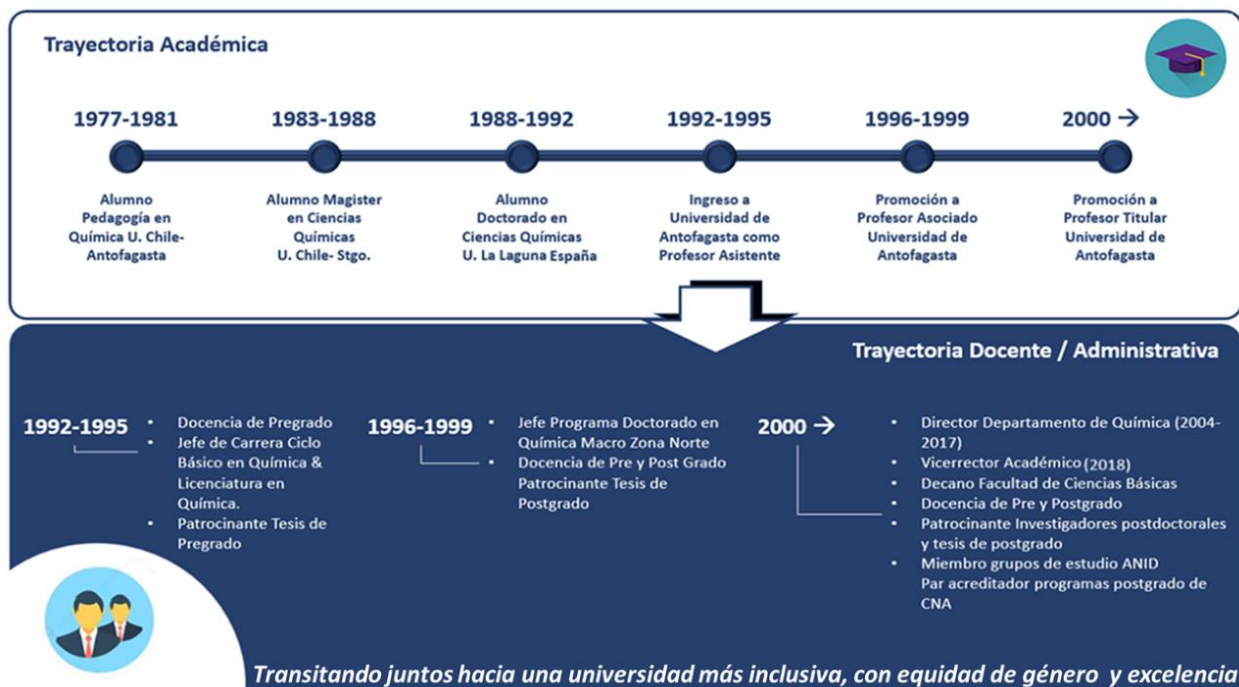 Trayectoria Académica
1977-1981
Alumno
Pedagogía en
Química U. Chile-
Antofagasta
1983-1988
Alumno Magister
en Ciencias
Químicas
U. Chile- Stgo.
1988-1992
Alumno
Doctorado en
Ciencias Químicas
U. La Laguna España
1992-1995
Ingreso a
Universidad de
Antofagasta como
Profesor Asistente
1996-1999
Promoción a
Profesor Asociado
Universidad de
Antofagasta
2000 →
Promoción a
Profesor Titular
Universidad de
Antofagasta
Trayectoria Docente / Administrativa
1992-1995
• Docencia de Pregrado
• Jefe de Carrera Ciclo
Básico en Química &
Licenciatura en
Química.
• Patrocinante Tesis de
Pregrado
1996-1999
• Jefe Programa Doctorado en
Química Macro Zona Norte
• Docencia de Pre y Post Grado
Patrocinante Tesis de
Postgrado
2000 →
• Director Departamento de Química (2004-
2017)
• Vicerrector Académico (2018)
• Decano Facultad de Ciencias Básicas
• Docencia de Pre y Postgrado
• Patrocinante Investigadores postdoctorales
y tesis de postgrado
• Miembro grupos de estudio ANID
Par acreditador programas postgrado de
CNA
Transitando juntos hacia una universidad más inclusiva, con equidad de género y excelencia